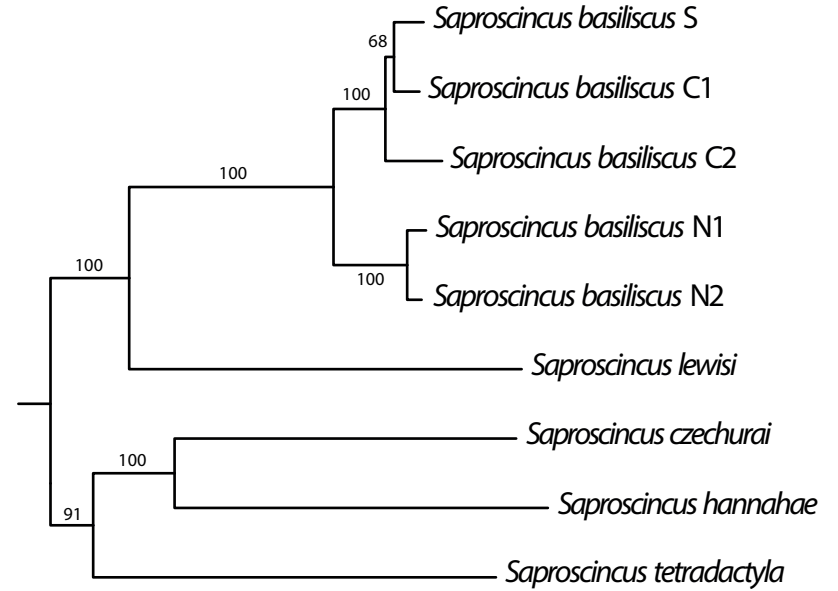 Saproscincus basiliscus S
68
Saproscincus basiliscus C1
100
Saproscincus basiliscus C2
100
Saproscincus basiliscus N1
100
100
Saproscincus basiliscus N2
Saproscincus lewisi
Saproscincus czechurai
100
Saproscincus hannahae
91
Saproscincus tetradactyla